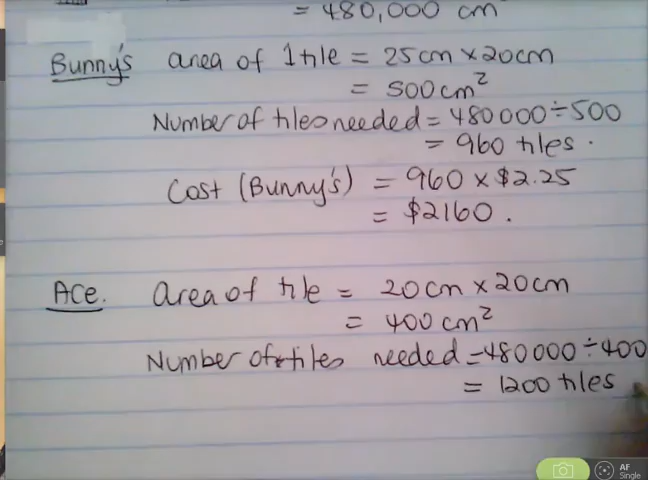 = 480,000 cm
Bunny's area of 1 tile = 25cm x 20cm
= 500cm²
Number of tiles needed = 480000 ÷ 500
= 960 tiles.
Cost (Bunny's) = 960 x $2.25
= $2160.
Ace. area of tile = 20cm x 20cm
= 400 cm²
Number of tiles needed = 480000 ÷ 400
= 1200 tiles
AF
Single